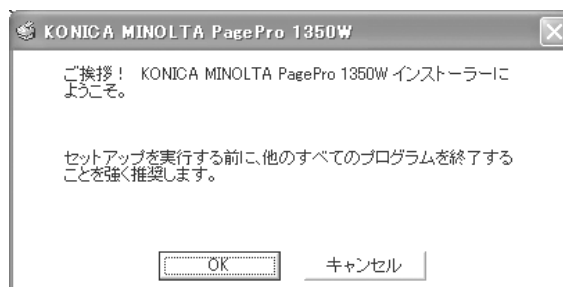 KONICA MINOLTA PagePro 1350W
ご挨拶！ KONICA MINOLTA PagePro 1350W インストーラーに
ようこそ。
セットアップを実行する前に、他のすべてのプログラムを終了する
ことを強く推奨します。
OK キャンセル